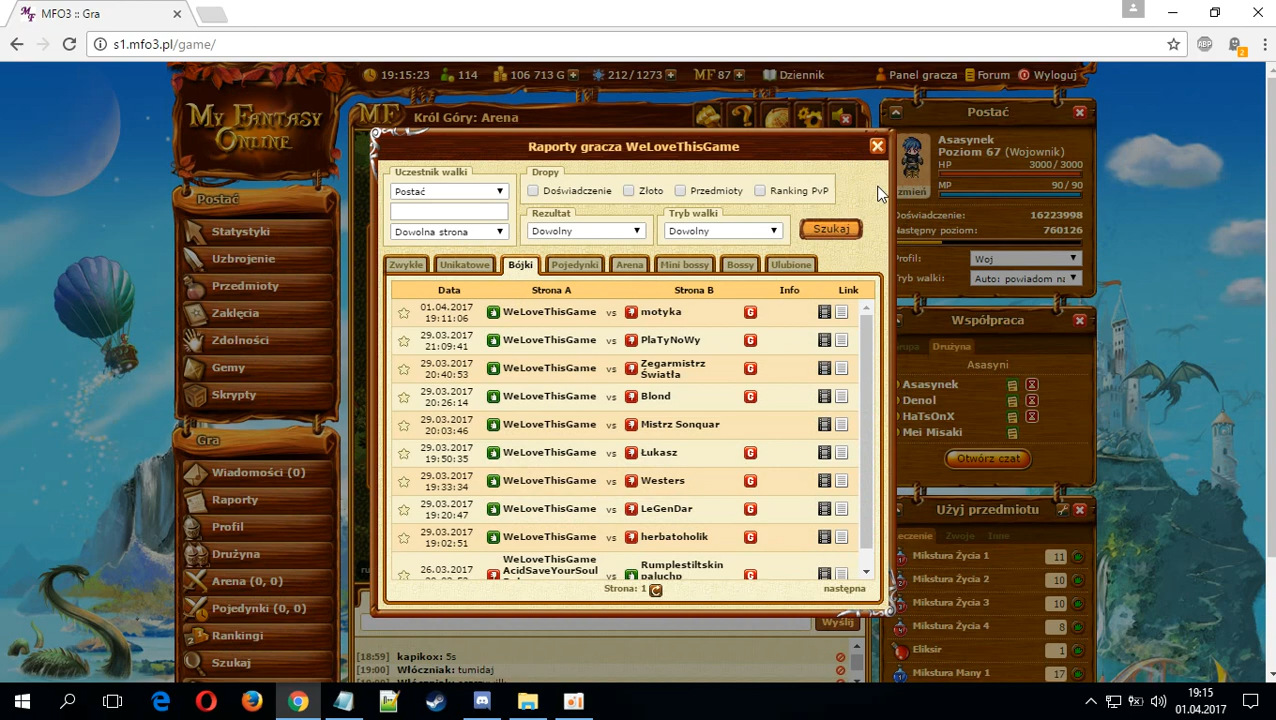 MFO3 :: Gra
s1.mfo3.pl/game/
ABP
2
19:15:23 114 106 713 G 212/1273 MF 87 Dziennik
Panel gracza Forum Wyloguj
My Fantasy Online
MF Król Góry: Arena
Postać
Statystyki
Uzbrojenie
Przedmioty
Zaklęcia
Zdolności
Gemy
Skrypty
Gra
Wiadomości (0)
Raporty
Profil
Drużyna
Arena (0, 0)
Pojedynki (0, 0)
Rankingi
Szukaj
Raporty gracza WeLoveThisGame
Uczestnik walki
Postać
Dowolna strona
Dropy
Doświadczenie Złoto Przedmioty Ranking PvP
Rezultat
Dowolny
Tryb walki
Dowolny
Szukaj
Zwykłe Unikatowe Bójki Pojedynki Arena Mini bossy Bossy Ulubione
Data Strona A Strona B Info Link
01.04.2017 19:11:06 WeLoveThisGame vs motyka G
29.03.2017 21:09:41 WeLoveThisGame vs PlaTyNoWy G
29.03.2017 20:40:53 WeLoveThisGame vs Zegarmistrz Światła G
29.03.2017 20:26:14 WeLoveThisGame vs Blond G
29.03.2017 20:03:46 WeLoveThisGame vs Mistrz Sonquar
29.03.2017 19:50:35 WeLoveThisGame vs Łukasz G
29.03.2017 19:33:34 WeLoveThisGame vs Westers G
29.03.2017 19:20:47 WeLoveThisGame vs LeGenDar G
29.03.2017 19:02:51 WeLoveThisGame vs herbatoholik G
26.03.2017 WeLoveThisGame AcidSaveYourSoul vs Rumplestiltskin paluchp G
Strona: 1
następna
Wyślij
[18:59] kapikox: 5s
[19:00] Włóczniak: tumidaj
Postać
Asasynek
Poziom 67 (Wojownik)
HP 3000 / 3000
MP 90 / 90
zmień
Doświadczenie: 16223998
Następny poziom: 760126
Profil: Woj
Tryb walki: Auto: powiadom na
Współpraca
Drużyna
Asasyni
Asasynek
Denol
HaTsOnX
Mei Misaki
Otwórz czat
Użyj przedmiotu
Leczenie Zwoje Inne
Mikstura Życia 1 11
Mikstura Życia 2 10
Mikstura Życia 3 10
Mikstura Życia 4 8
Eliksir 1
Mikstura Many 1 17
19:15
01.04.2017